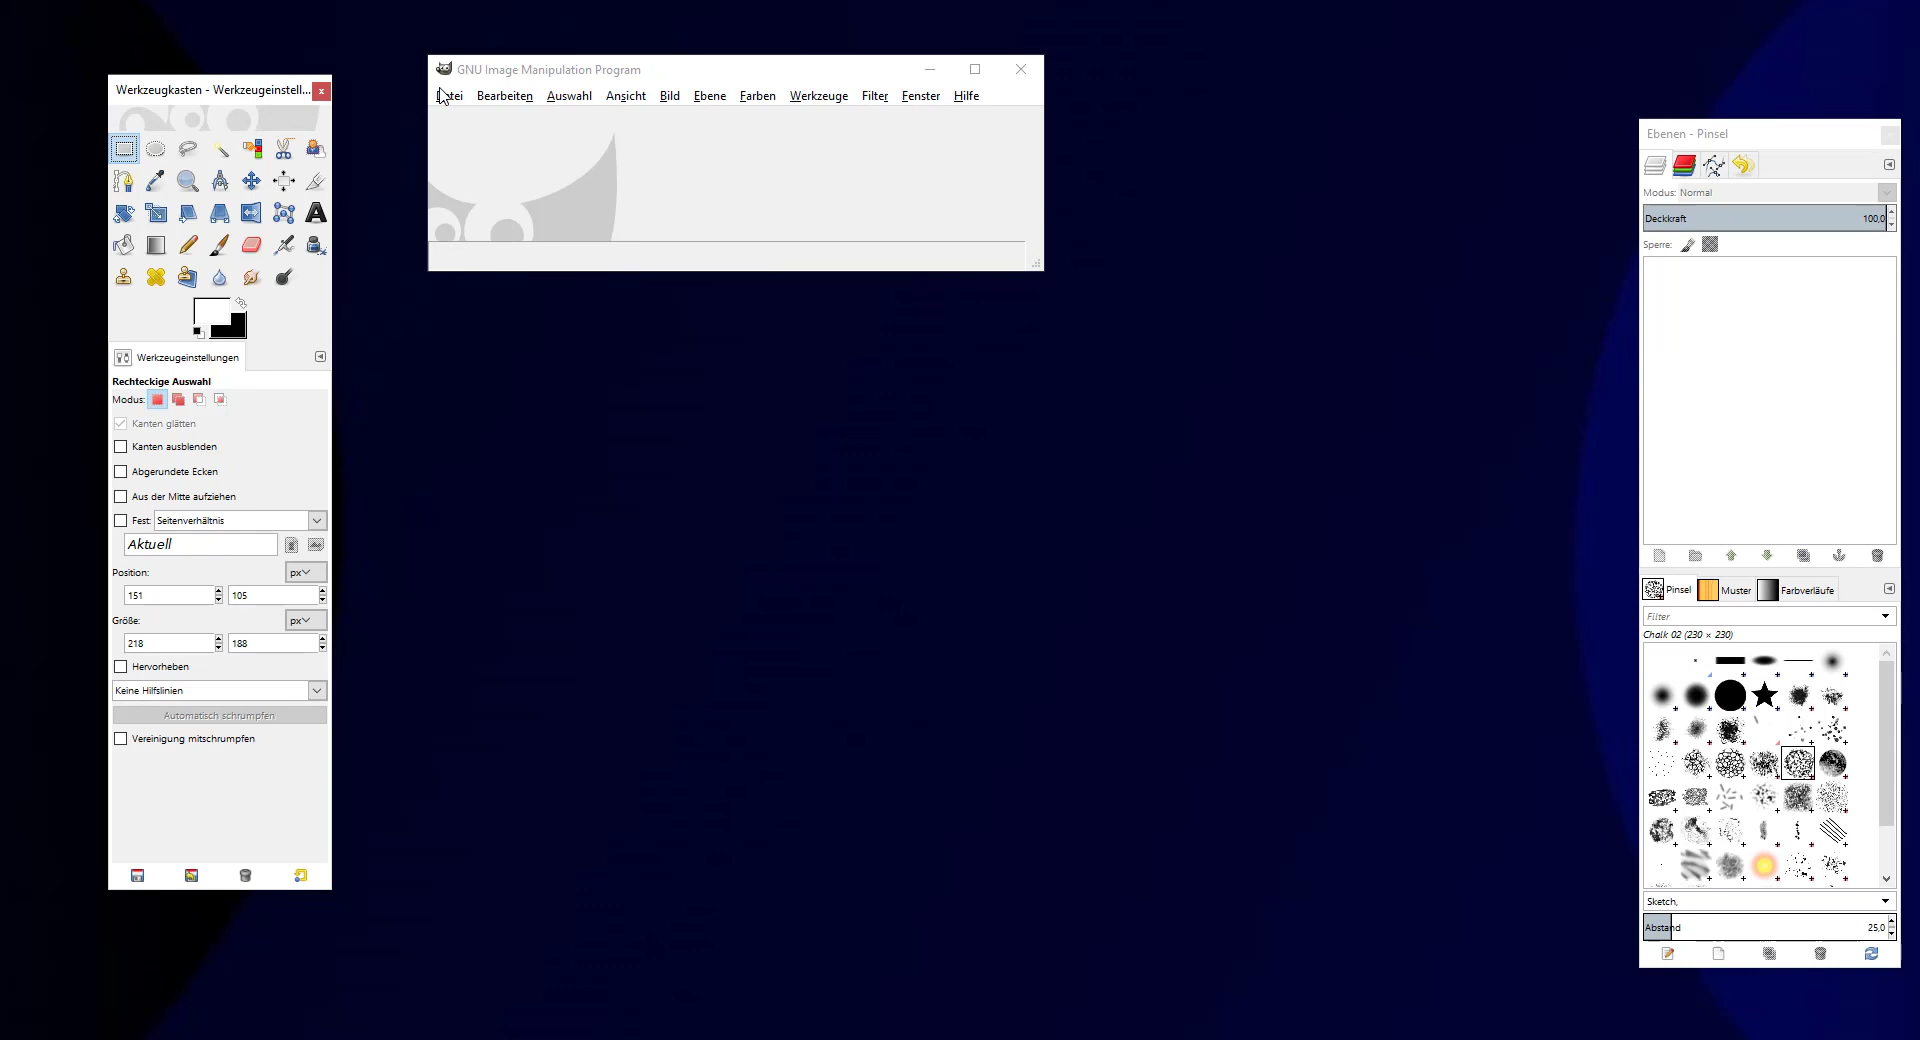 Werkzeugkasten - Werkzeugeinstell...
Werkzeugeinstellungen
Rechteckige Auswahl
Modus:
Kanten glätten
Kanten ausblenden
Abgerundete Ecken
Aus der Mitte aufziehen
Fest: Seitenverhältnis
Aktuell
Position: px
151 105
Größe: px
218 188
Hervorheben
Keine Hilfslinien
Automatisch schrumpfen
Vereinigung mitschrumpfen
GNU Image Manipulation Program
Bearbeiten Auswahl Ansicht Bild Ebene Farben Werkzeuge Filter Fenster Hilfe
Ebenen - Pinsel
Modus: Normal
Deckkraft 100,0
Sperre:
Pinsel Muster Farbverläufe
Filter
Chalk 02 (230 × 230)
Sketch,
Abstand 25,0